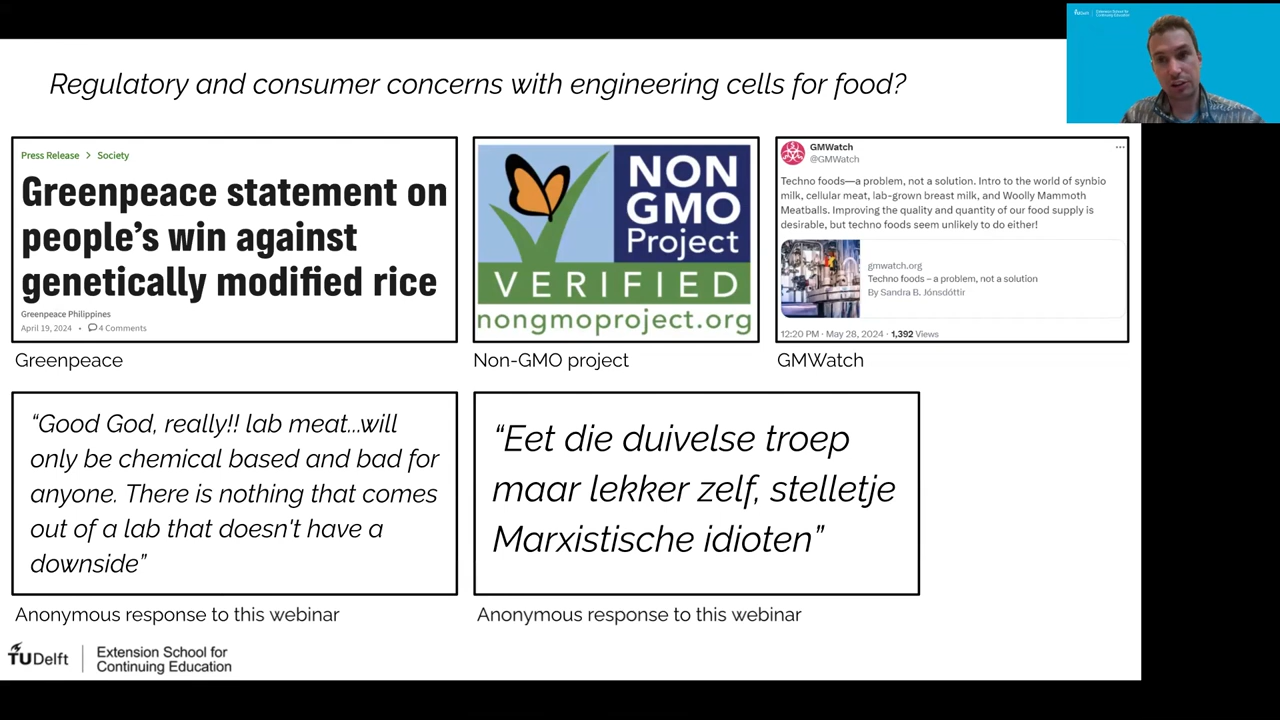 Regulatory and consumer concerns with engineering cells for food?
Press Release > Society
Greenpeace statement on
people's win against
genetically modified rice
Greenpeace Philippines
April 19, 2024 • 4 Comments
Greenpeace
NON
GMO
Project
VERIFIED
nongmoproject.org
Non-GMO project
GMWatch
@GMWatch
Techno foods—a problem, not a solution. Intro to the world of synbio
milk, cellular meat, lab-grown breast milk, and Woolly Mammoth
Meatballs. Improving the quality and quantity of our food supply is
desirable, but techno foods seem unlikely to do either!
gmwatch.org
Techno foods – a problem, not a solution
By Sandra B. Jónsdóttir
12:20 PM · May 28, 2024 · 1,392 Views
GMWatch
“Good God, really!! lab meat...will
only be chemical based and bad for
anyone. There is nothing that comes
out of a lab that doesn't have a
downside”
Anonymous response to this webinar
“Eet die duivelse troep
maar lekker zelf, stelletje
Marxistische idioten”
Anonymous response to this webinar
TUDelft
Extension School for
Continuing Education
TUDelft
Extension School for
Continuing Education